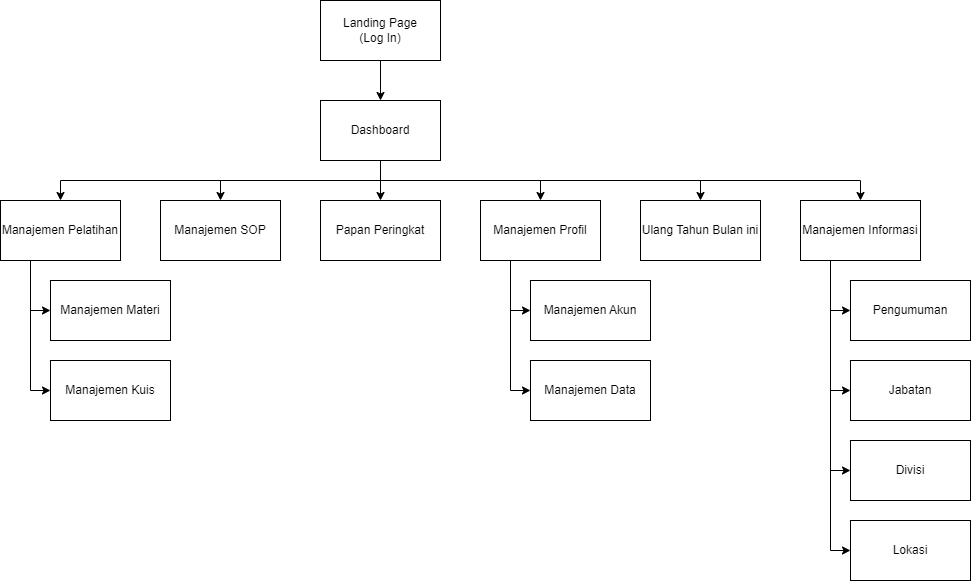 Landing Page
(Log In)
Dashboard
Manajemen Pelatihan
Manajemen SOP
Papan Peringkat
Manajemen Profil
Ulang Tahun Bulan ini
Manajemen Informasi
Manajemen Materi
Manajemen Akun
Pengumuman
Manajemen Kuis
Manajemen Data
Jabatan
Divisi
Lokasi